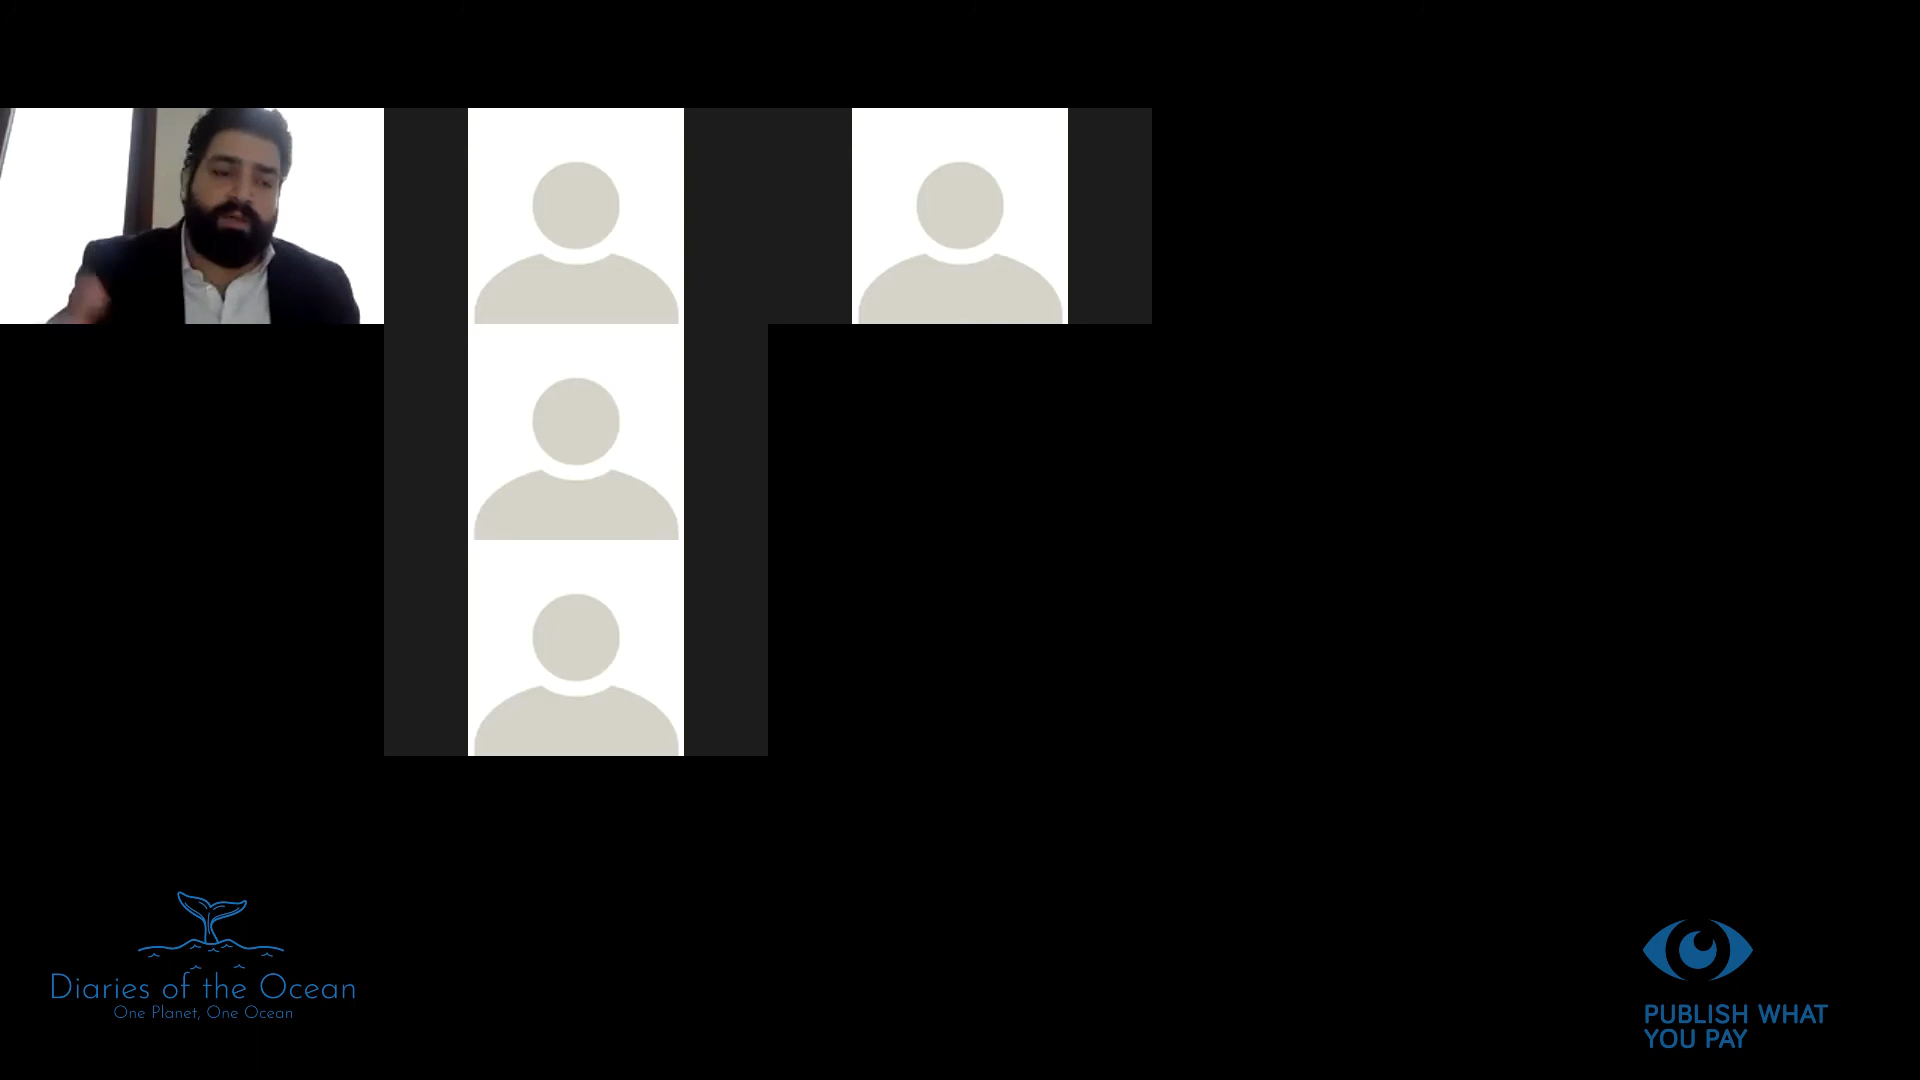 Diaries of the Ocean
One Planet, One Ocean
PUBLISH WHAT
YOU PAY